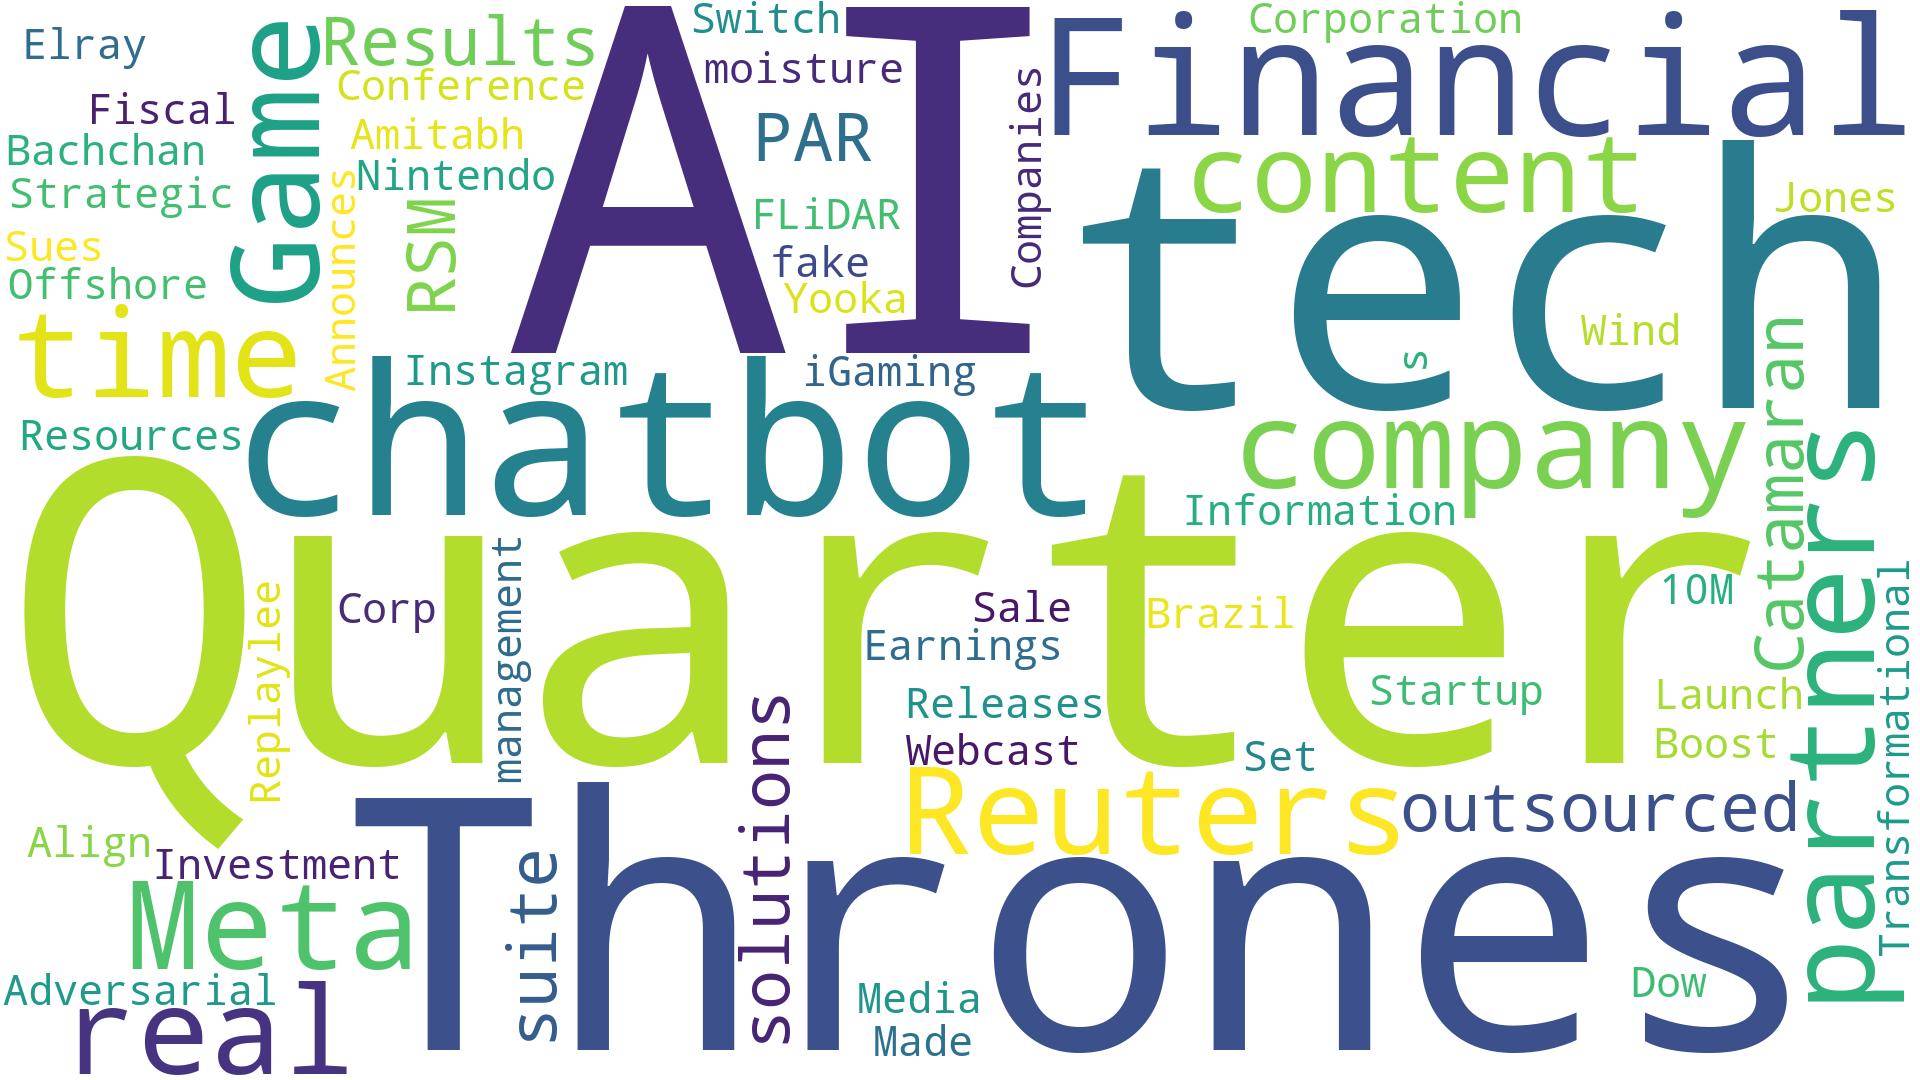 Elray
Fiscal
Bachchan
Strategic
Sues
Offshore
time
Resources
Game
Results
Conference
Amitabh
Nintendo
Announces
RSM
Instagram
AI
Switch
moisture
PAR
FLiDAR
fake
Yooka
iGaming
Companies
Financial
Corporation
content
Jones
tech
Wind
s
chatbot
company
Information
Catamaran
Quarter
Replaylee
Corp
management
Sale
Earnings
Brazil
10M
Releases
Webcast
Startup
Launch
Boost
Set
partners
Transformational
Reuters
outsourced
Align
Investment
Meta
Adversarial
real
Thrones
suite
solutions
Media
Made
Dow